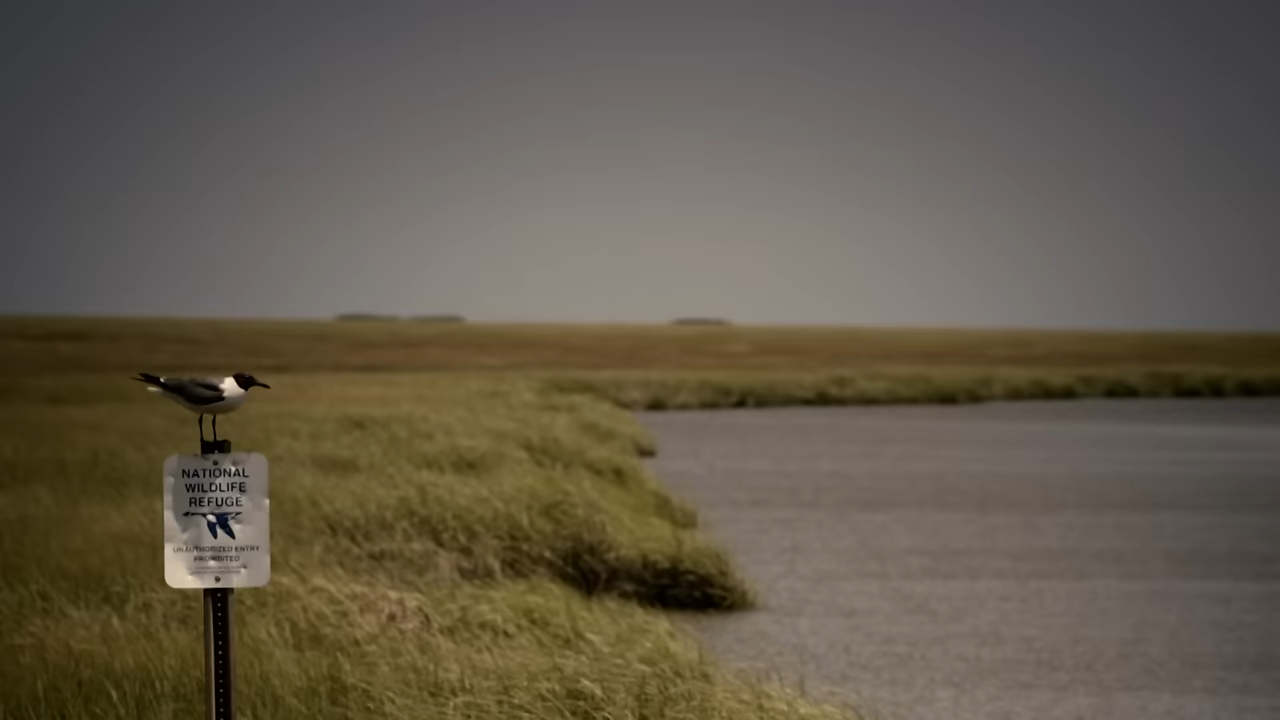 NATIONAL
WILDLIFE
REFUGE
UNAUTHORIZED ENTRY
PROHIBITED